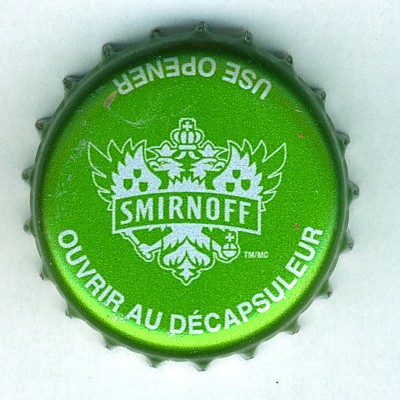 USE OPENER
SMIRNOFF
TM/MC
OUVRIR AU DÉCAPSULEUR